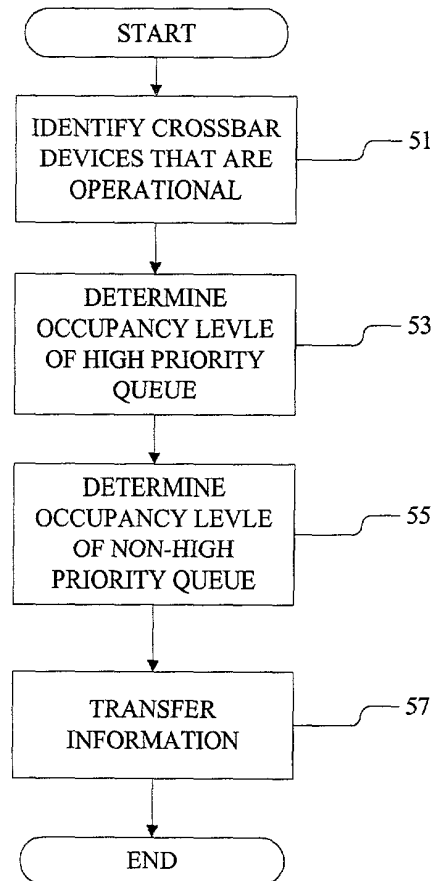 START
IDENTIFY CROSSBAR
DEVICES THAT ARE
OPERATIONAL
51
DETERMINE
OCCUPANCY LEVLE
OF HIGH PRIORITY
QUEUE
53
DETERMINE
OCCUPANCY LEVLE
OF NON-HIGH
PRIORITY QUEUE
55
TRANSFER
INFORMATION
57
END